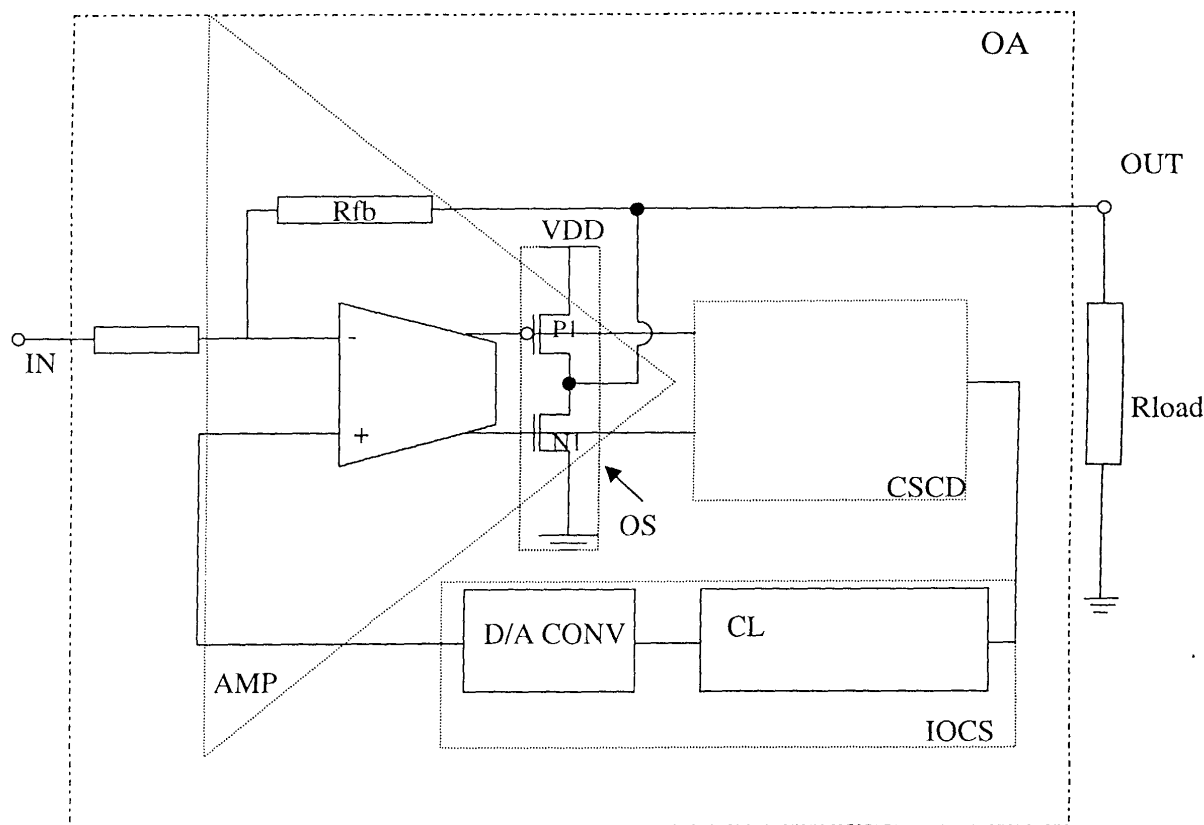 OA
OUT
Rfb
VDD
P1
-
IN
Rload
+
N1
CSCD
OS
D/A CONV
CL
AMP
IOCS